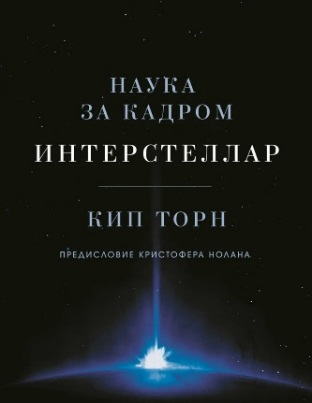 НАУКА
ЗА КАДРОМ
ИНТЕРСТЕЛЛАР
КИП ТОРН
ПРЕДИСЛОВИЕ КРИСТОФЕРА НОЛАНА